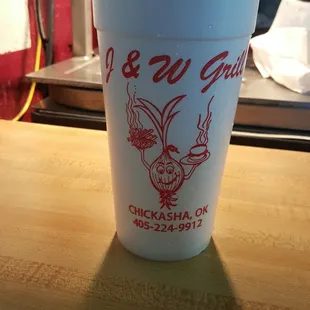 J & W Grill
CHICKASHA, OK
405-224-9912